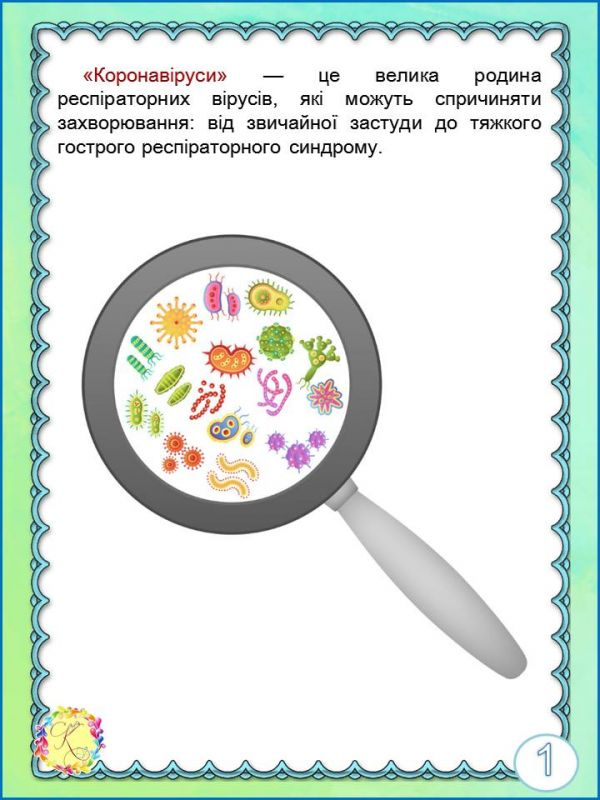 «Коронавіруси» — це велика родина
респіраторних вірусів, які можуть спричиняти
захворювання: від звичайної застуди до тяжкого
гострого респіраторного синдрому.
К
1